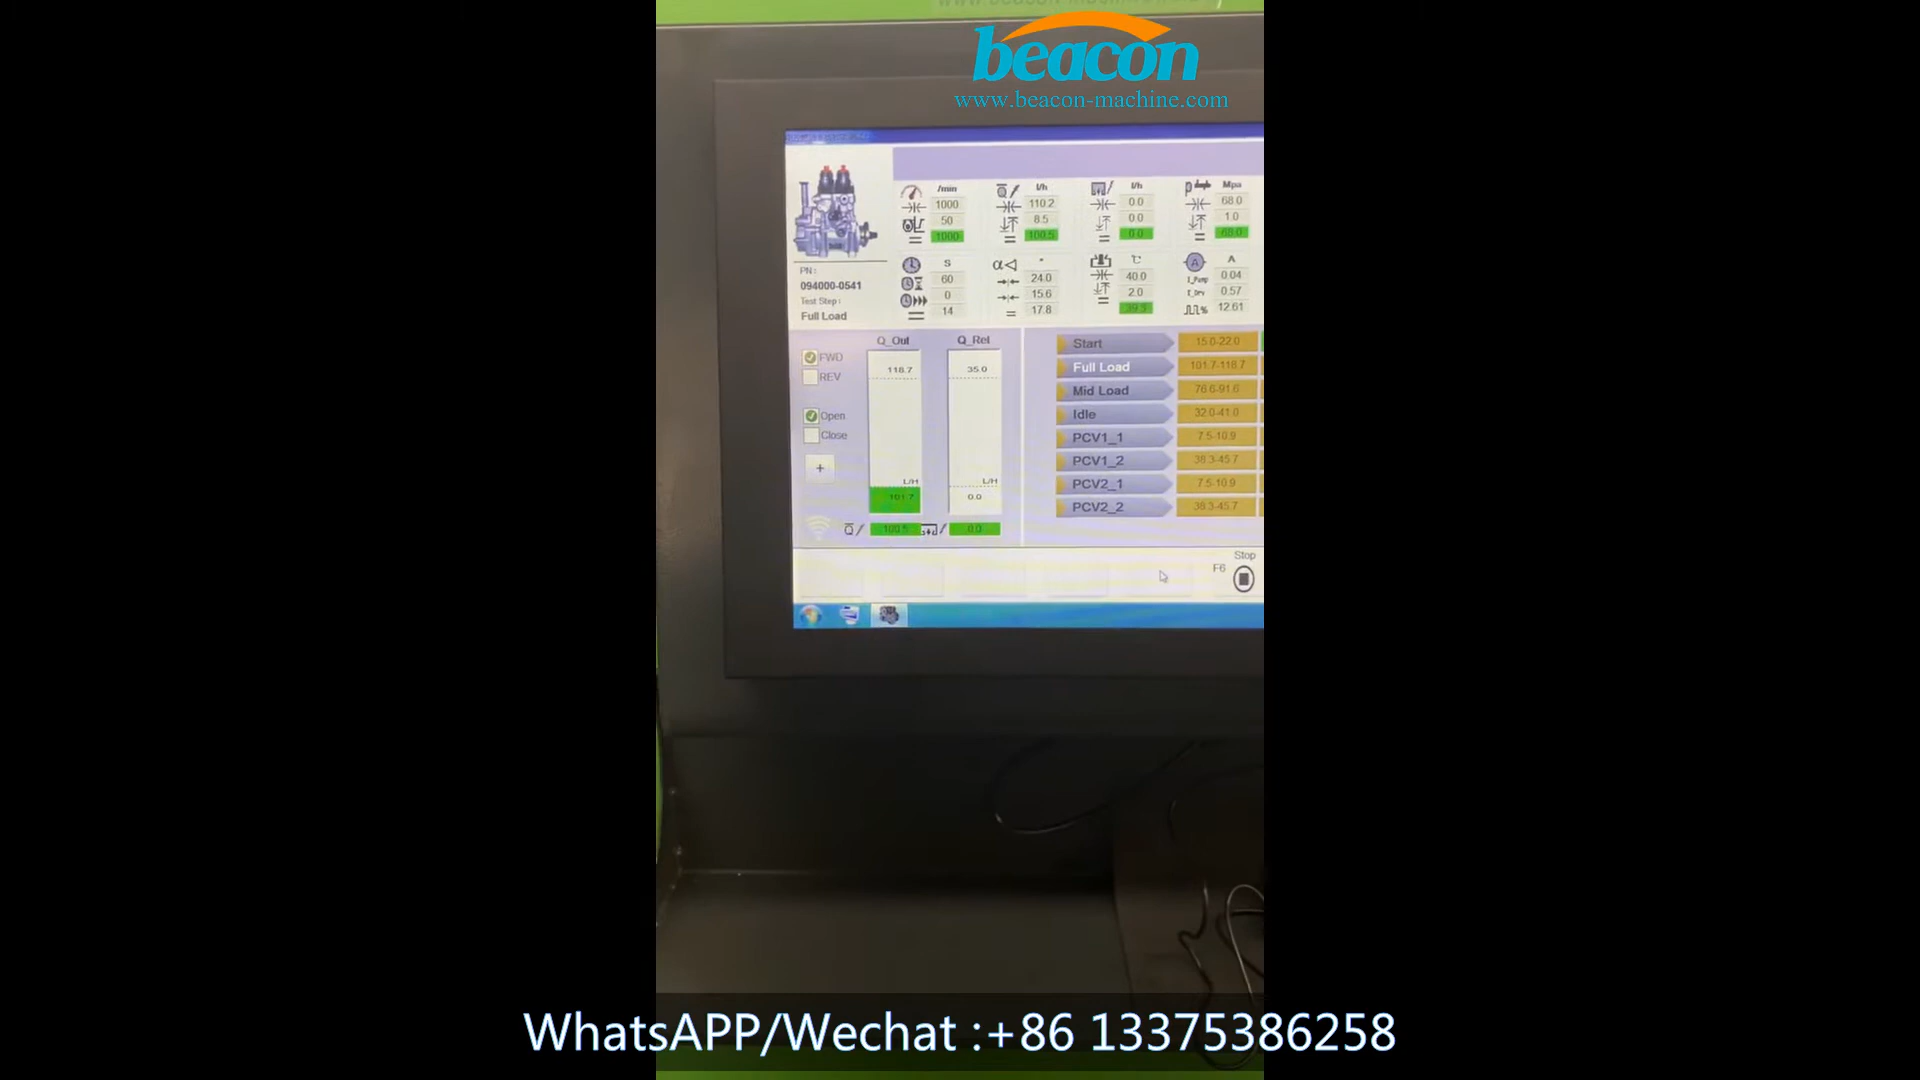 beacon
www.beacon-machine.com
/min
1000
50
1000
l/h
110.2
8.5
100.5
l/h
0.0
0.0
0.0
Mpa
68.0
1.0
68.0
PN:
094000-0541
Test Step:
Full Load
S
60
0
14
α
24.0
15.6
17.8
℃
40.0
2.0
A
A
I_Pump 0.04
I_Drv 0.57
% 12.61
FWD
REV
Open
Close
+
Q_Out
118.7
L/H
101.7
100.5
Q_Ret
35.0
L/H
0.0
0.0
Start 15.0-22.0
Full Load 101.7-118.7
Mid Load 76.6-91.6
Idle 32.0-41.0
PCV1_1 7.5-10.9
PCV1_2 38.3-45.7
PCV2_1 7.5-10.9
PCV2_2 38.3-45.7
Stop
F6
WhatsAPP/Wechat :+86 13375386258